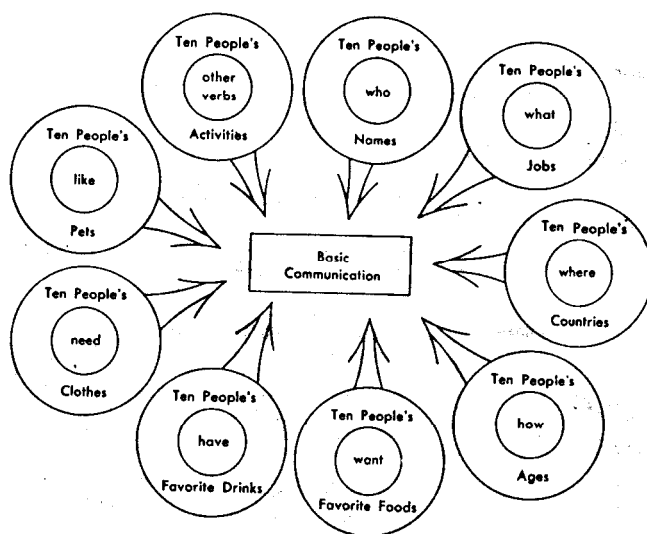 Ten People's
other
verbs
Activities
Ten People's
who
Names
Ten People's
what
Jobs
Ten People's
like
Pets
Ten People's
where
Countries
Basic
Communication
Ten People's
need
Clothes
Ten People's
have
Favorite Drinks
Ten People's
want
Favorite Foods
Ten People's
how
Ages